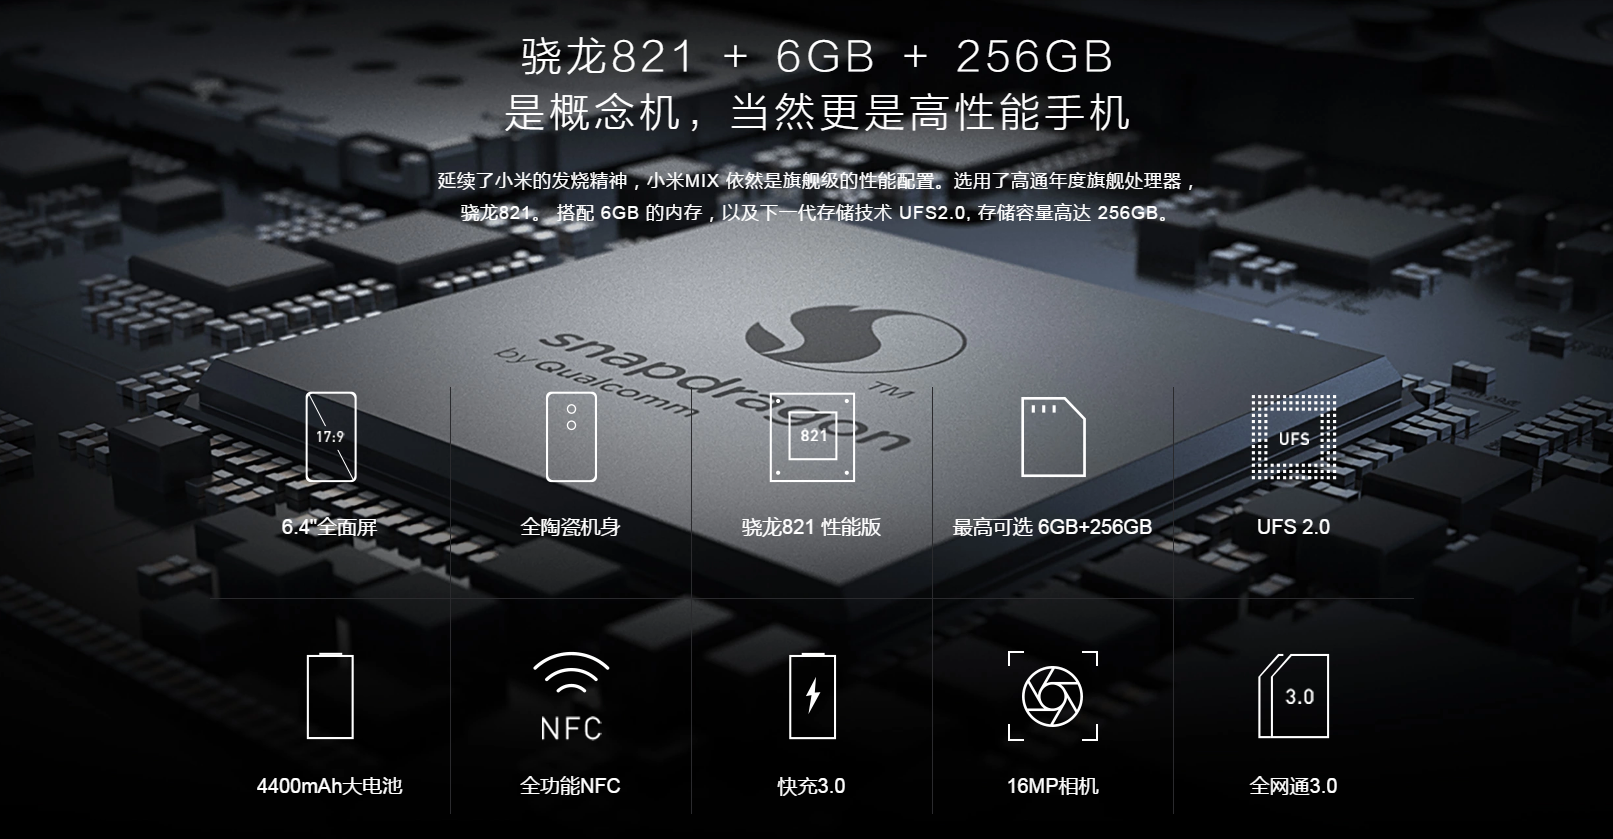 骁龙821 + 6GB + 256GB
是概念机，当然更是高性能手机
延续了小米的发烧精神，小米MIX 依然是旗舰级的性能配置。选用了高通年度旗舰处理器，
骁龙821。 搭配 6GB 的内存，以及下一代存储技术 UFS2.0, 存储容量高达 256GB。
snapdragon
by Qualcomm
TM
17:9
821
UFS
6.4"全面屏
全陶瓷机身
骁龙821 性能版
最高可选 6GB+256GB
UFS 2.0
NFC
3.0
4400mAh大电池
全功能NFC
快充3.0
16MP相机
全网通3.0